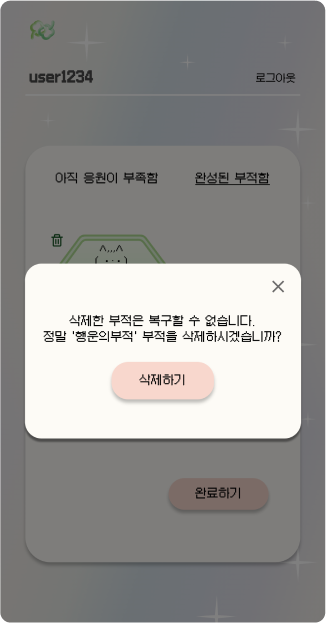 user1234
로그아웃
아직 응원이 부족함
완성된 부적함
삭제한 부적은 복구할 수 없습니다.
정말 '행운의부적' 부적을 삭제하시겠습니까?
삭제하기
완료하기